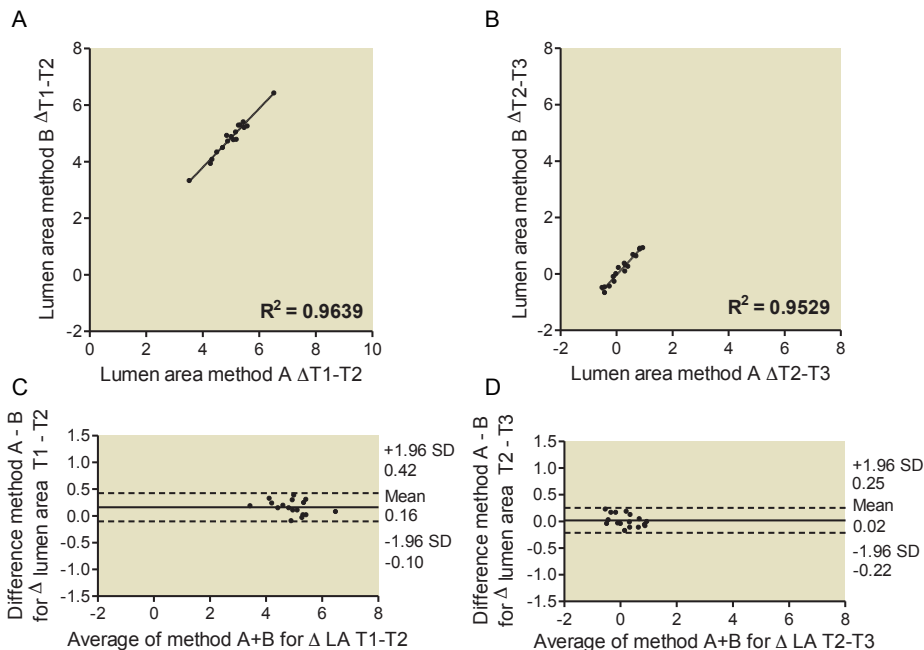 A
Lumen area method B ΔT1-T2
8
6
4
2
0
-2
R² = 0.9639
0 2 4 6 8 10
Lumen area method A ΔT1-T2
B
Lumen area method B ΔT2-T3
8
6
4
2
0
-2
R² = 0.9529
-2 0 2 4 6 8
Lumen area method A ΔT2-T3
C
Difference method A - B
for Δ lumen area T1 - T2
1.5
1.0
0.5
0.0
-0.5
-1.0
-1.5
+1.96 SD
0.42
Mean
0.16
-1.96 SD
-0.10
-2 0 2 4 6 8
Average of method A+B for Δ LA T1-T2
D
Difference method A - B
for Δ lumen area T2 - T3
1.5
1.0
0.5
0.0
-0.5
-1.0
-1.5
+1.96 SD
0.25
Mean
0.02
-1.96 SD
-0.22
-2 0 2 4 6 8
Average of method A+B for Δ LA T2-T3